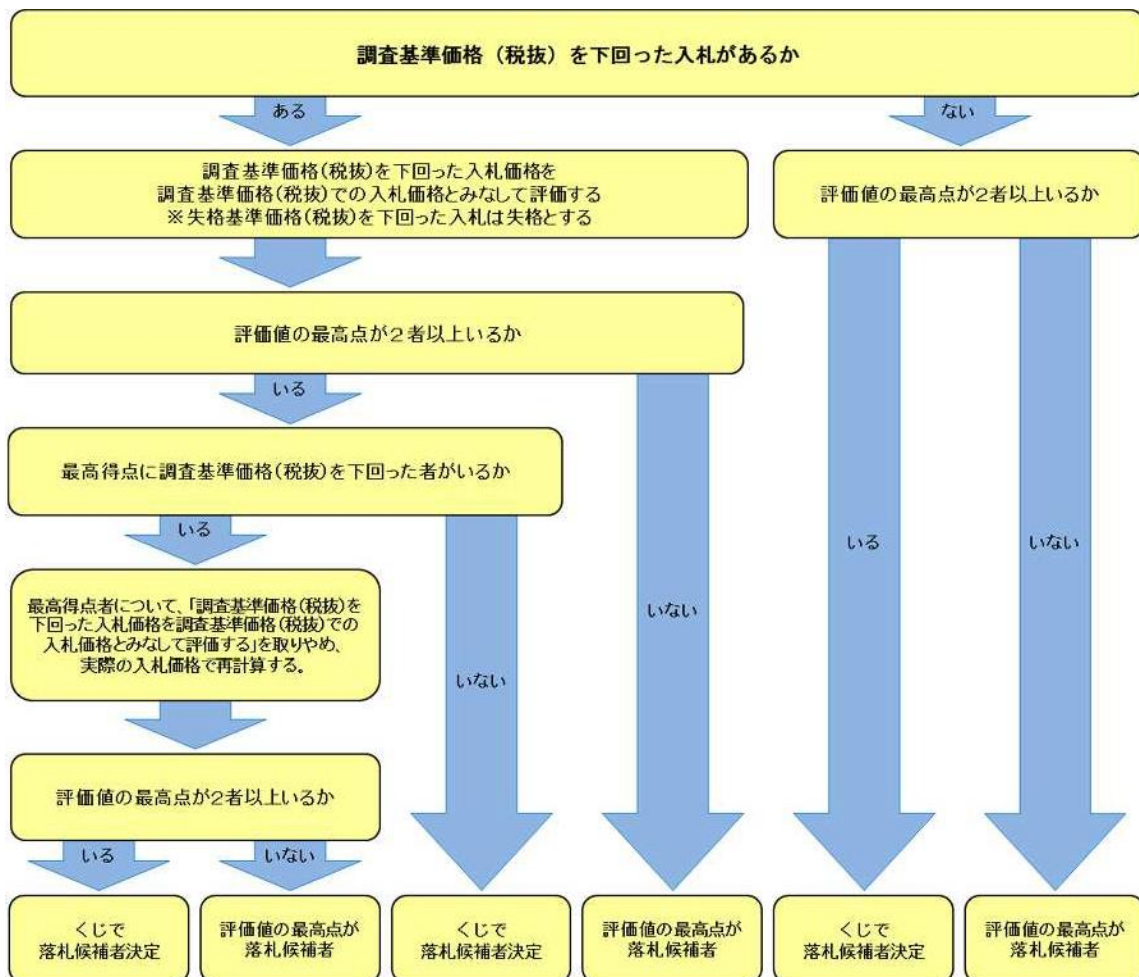 調査基準価格（税抜）を下回った入札があるか
ある
ない
調査基準価格(税抜)を下回った入札価格を
調査基準価格(税抜)での入札価格とみなして評価する
※失格基準価格(税抜)を下回った入札は失格とする
評価値の最高点が2者以上いるか
評価値の最高点が２者以上いるか
いる
最高得点に調査基準価格(税抜)を下回った者がいるか
いる
いる
いない
いない
最高得点者について、「調査基準価格(税抜)を
下回った入札価格を調査基準価格(税抜)での
入札価格とみなして評価する」を取りやめ、
実際の入札価格で再計算する。
いない
評価値の最高点が2者以上いるか
いる
いない
くじで
落札候補者決定
評価値の最高点が
落札候補者
くじで
落札候補者決定
評価値の最高点が
落札候補者
くじで
落札候補者決定
評価値の最高点が
落札候補者